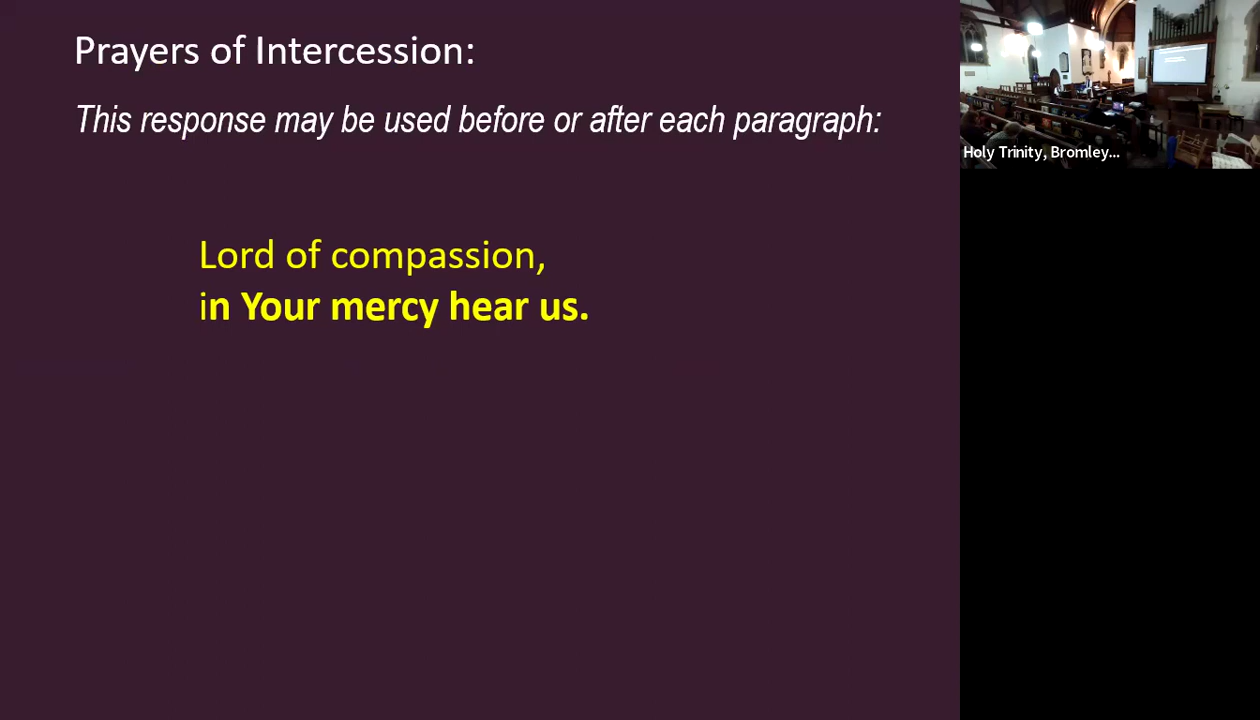 Prayers of Intercession:
This response may be used before or after each paragraph:
Lord of compassion,
in Your mercy hear us.
Holy Trinity, Bromley...